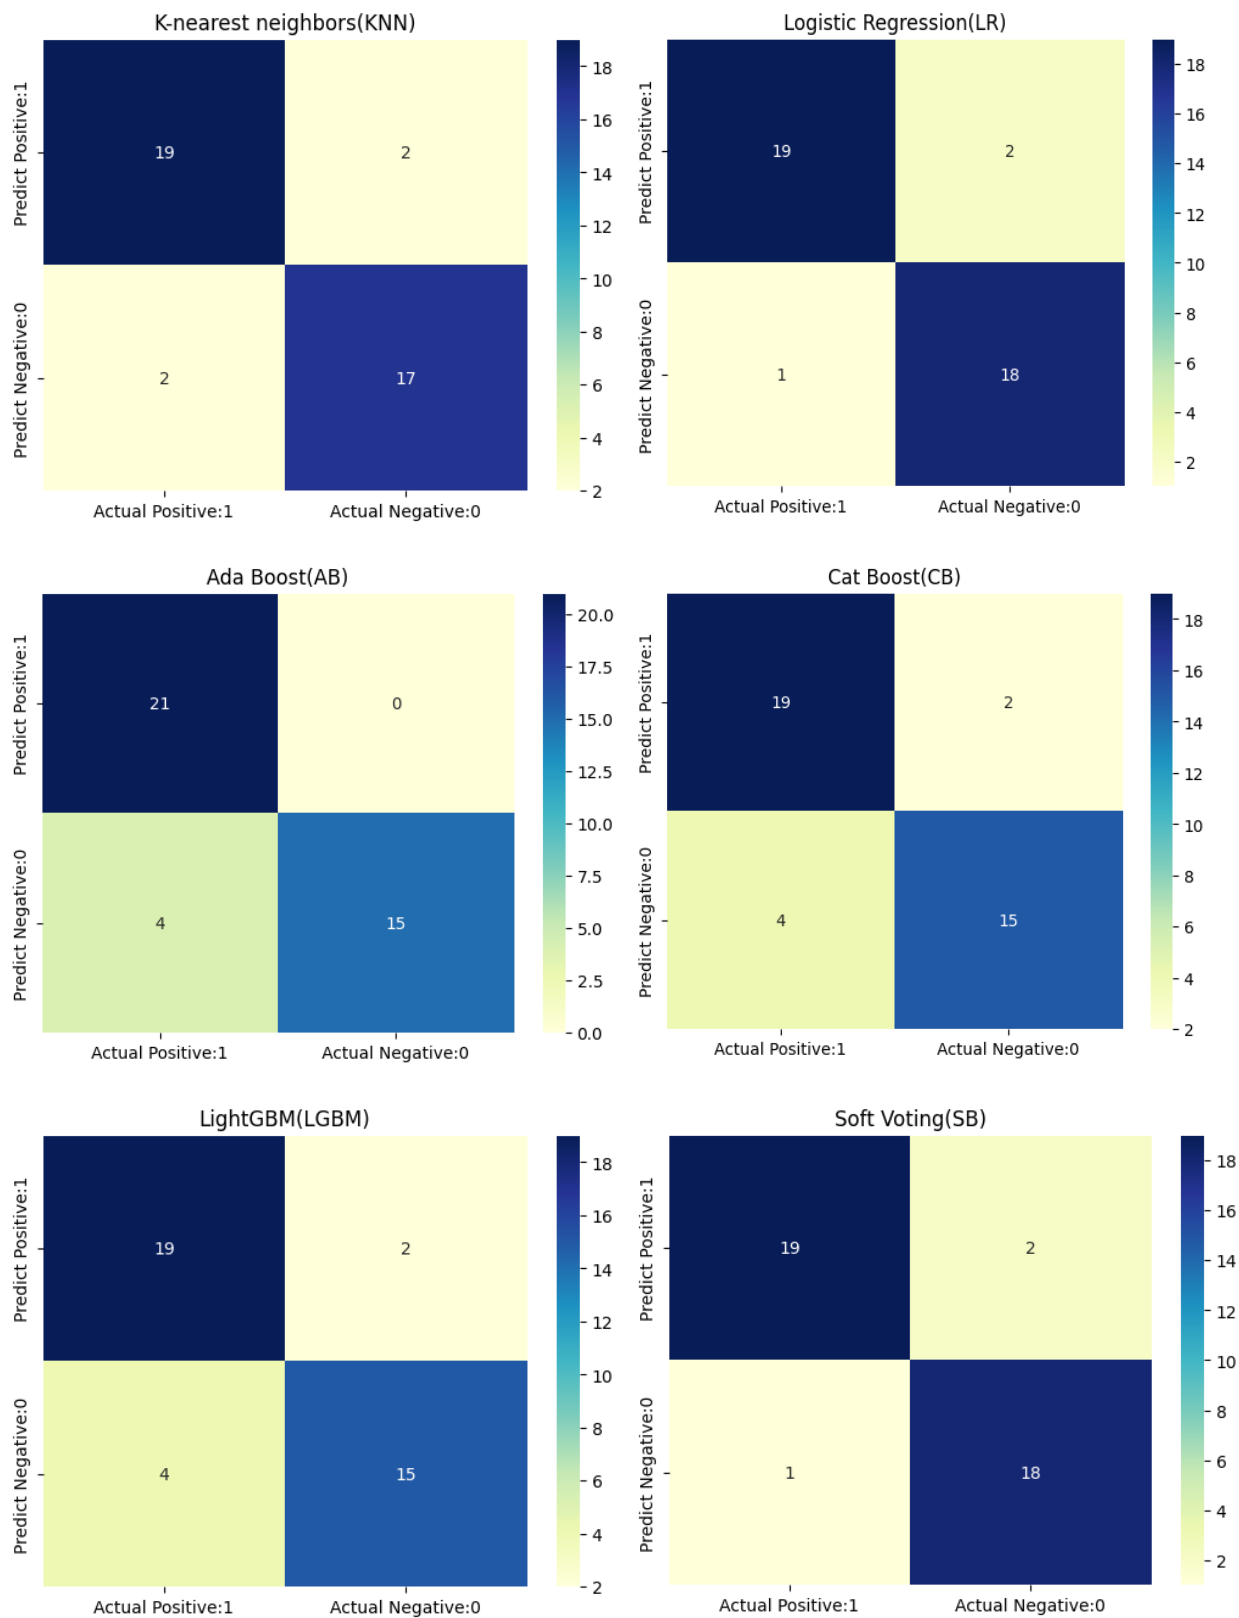 K-nearest neighbors(KNN)
Predict Positive:1
Predict Negative:0
19
2
2
17
Actual Positive:1
Actual Negative:0
18
16
14
12
10
8
6
4
2
Logistic Regression(LR)
Predict Positive:1
Predict Negative:0
19
2
1
18
Actual Positive:1
Actual Negative:0
18
16
14
12
10
8
6
4
2
Ada Boost(AB)
Predict Positive:1
Predict Negative:0
21
0
4
15
Actual Positive:1
Actual Negative:0
20.0
17.5
15.0
12.5
10.0
7.5
5.0
2.5
0.0
Cat Boost(CB)
Predict Positive:1
Predict Negative:0
19
2
4
15
Actual Positive:1
Actual Negative:0
18
16
14
12
10
8
6
4
2
LightGBM(LGBM)
Predict Positive:1
Predict Negative:0
19
2
4
15
Actual Positive:1
Actual Negative:0
18
16
14
12
10
8
6
4
2
Soft Voting(SB)
Predict Positive:1
Predict Negative:0
19
2
1
18
Actual Positive:1
Actual Negative:0
18
16
14
12
10
8
6
4
2